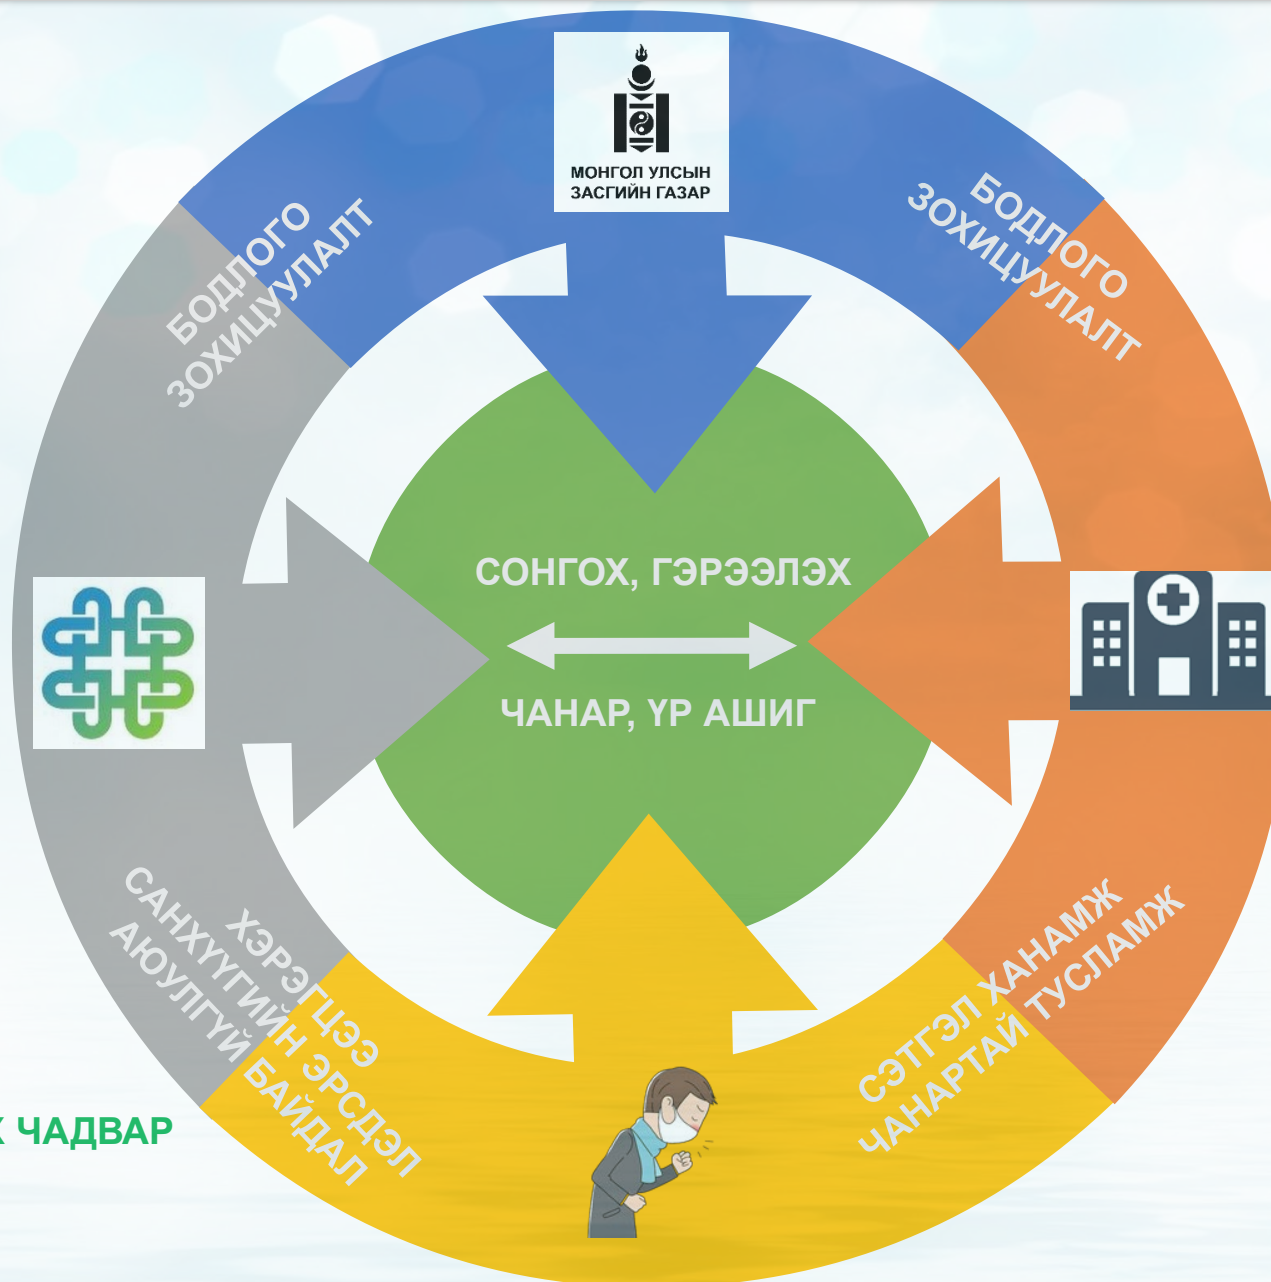 МОНГОЛ УЛСЫН
ЗАСГИЙН ГАЗАР
БОДЛОГО
ЗОХИЦУУЛАЛТ
БОДЛОГО
ЗОХИЦУУЛАЛТ
СОНГОХ, ГЭРЭЭЛЭХ
ЧАНАР, ҮР АШИГ
ХЭРЭГЦЭЭ
САНХҮҮГИЙН ЭРСДЭЛ
АЮУЛГҮЙ БАЙДАЛ
СЭТГЭЛ ХАНАМЖ
ЧАНАРТАЙ ТУСЛАМЖ
ЧАДВАР